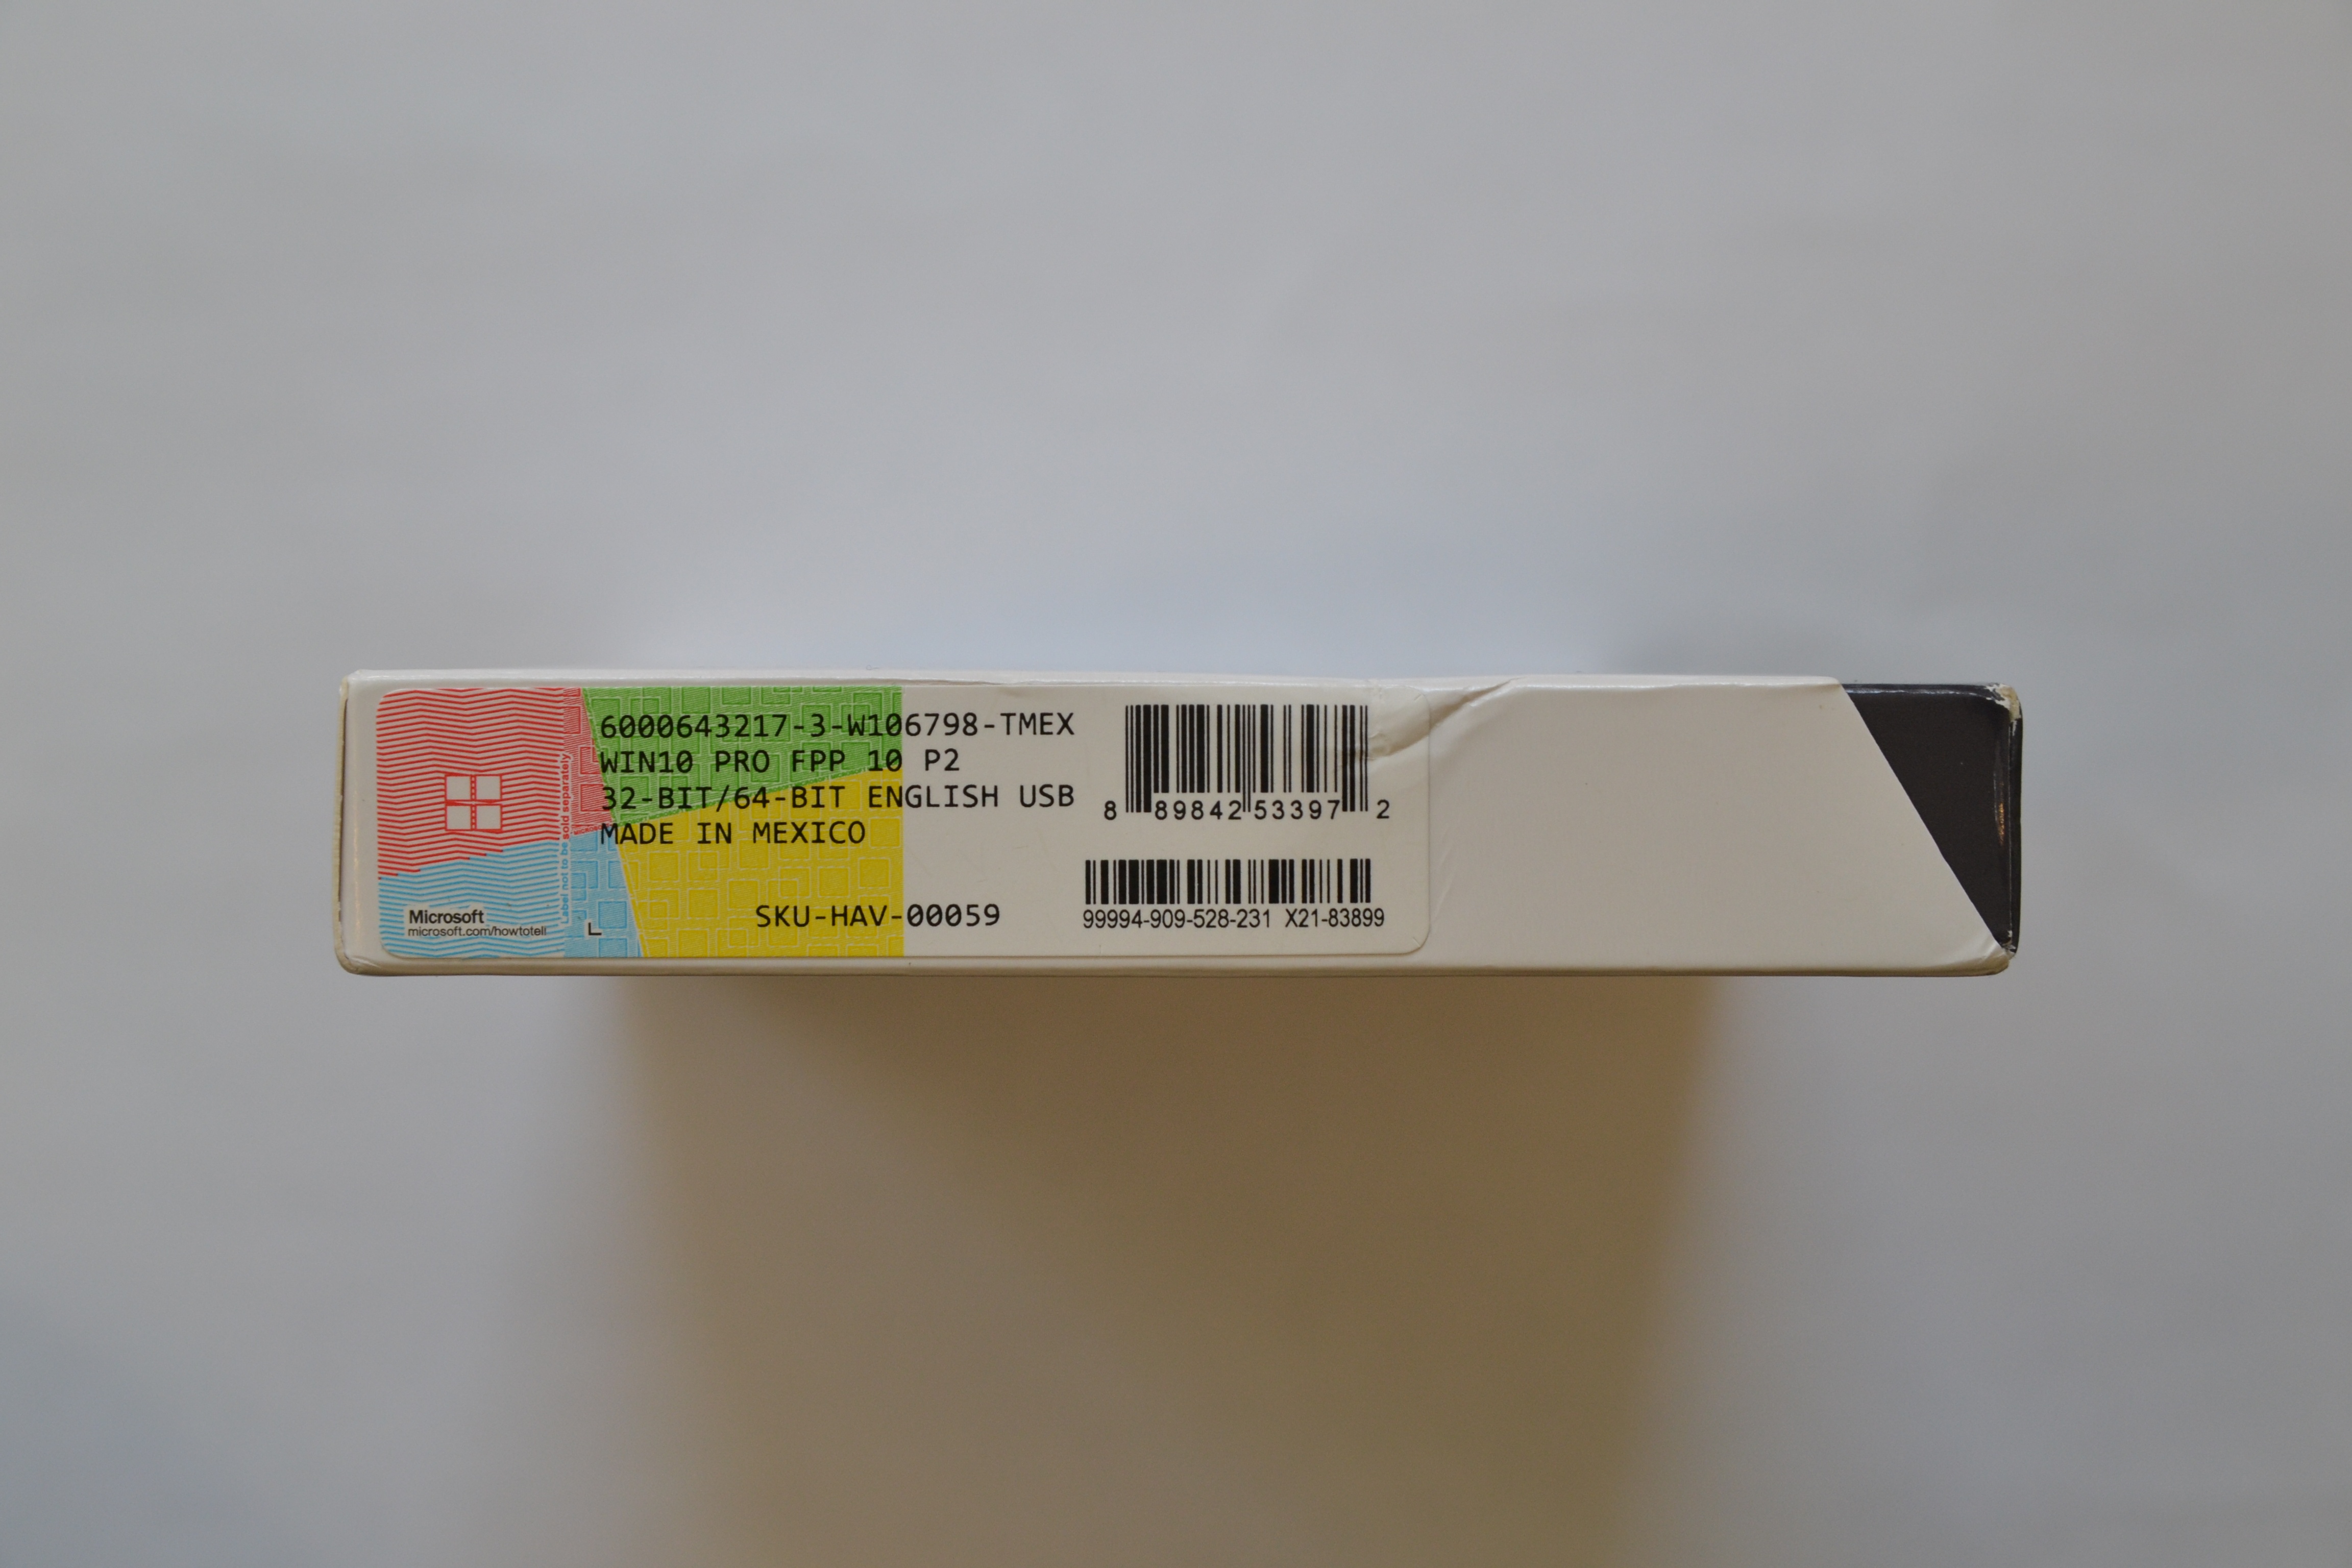 6000643217-3-W106798-TMEX
WIN10 PRO FPP 10 P2
32-BIT/64-BIT ENGLISH USB
MADE IN MEXICO
SKU-HAV-00059
8 89842 53397 2
99994-909-528-231 X21-83899
Label not to be sold separately
Microsoft
microsoft.com/howtotell
L